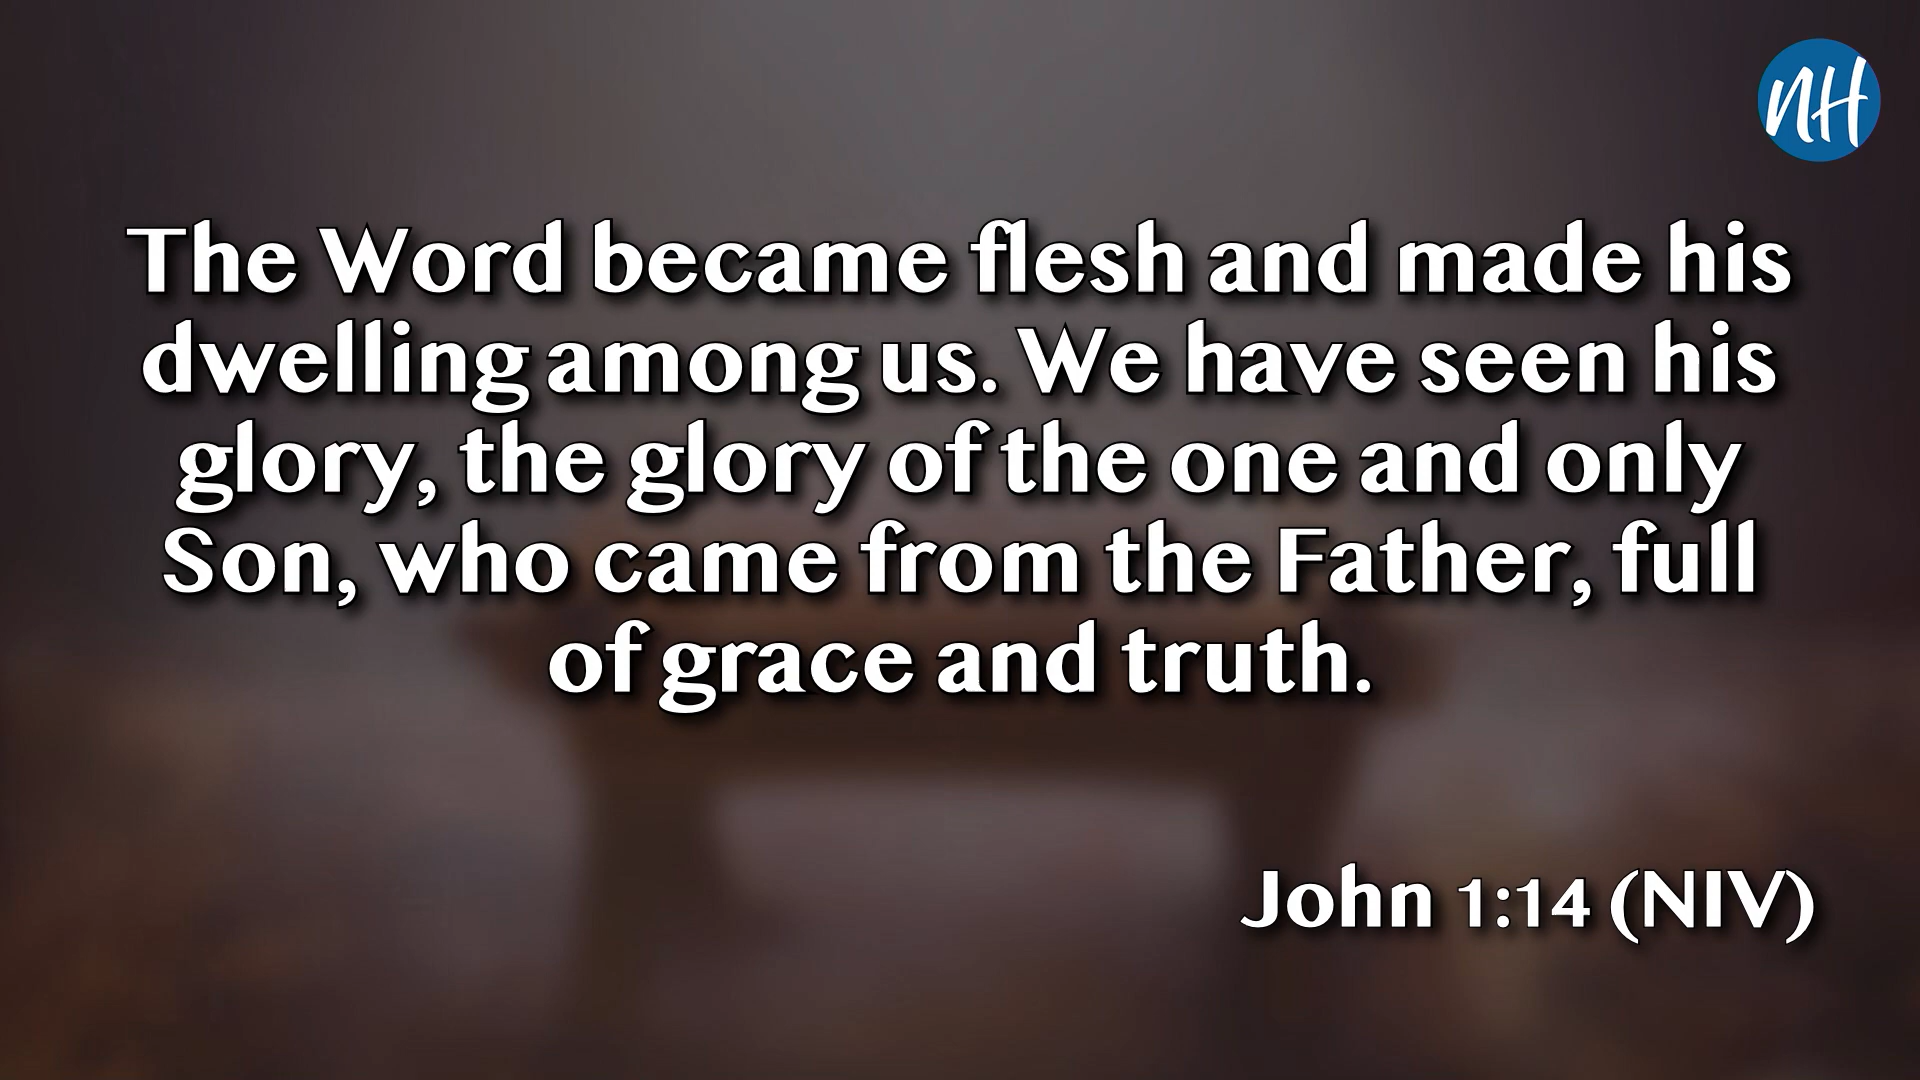 NH
The Word became flesh and made his
dwelling among us. We have seen his
glory, the glory of the one and only
Son, who came from the Father, full
of grace and truth.
John 1:14 (NIV)